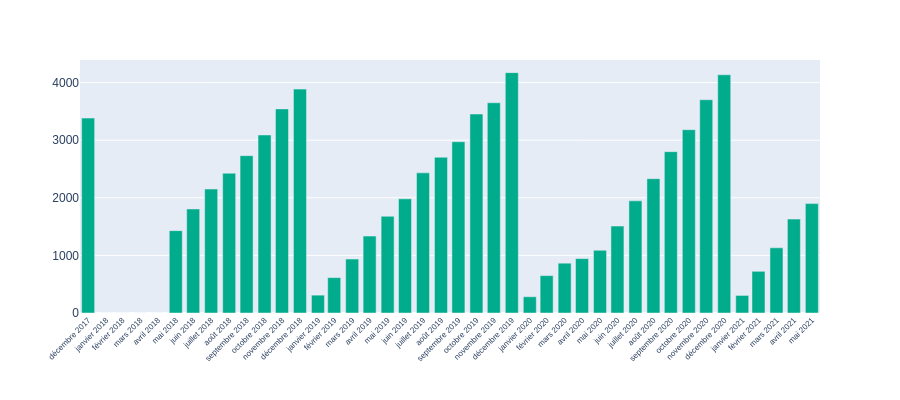 4000
3000
2000
1000
0
décembre 2017
janvier 2018
février 2018
mars 2018
avril 2018
mai 2018
juin 2018
juillet 2018
août 2018
septembre 2018
octobre 2018
novembre 2018
décembre 2018
janvier 2019
février 2019
mars 2019
avril 2019
mai 2019
juin 2019
juillet 2019
août 2019
septembre 2019
octobre 2019
novembre 2019
décembre 2019
janvier 2020
février 2020
mars 2020
avril 2020
mai 2020
juin 2020
juillet 2020
août 2020
septembre 2020
octobre 2020
novembre 2020
décembre 2020
janvier 2021
février 2021
mars 2021
avril 2021
mai 2021